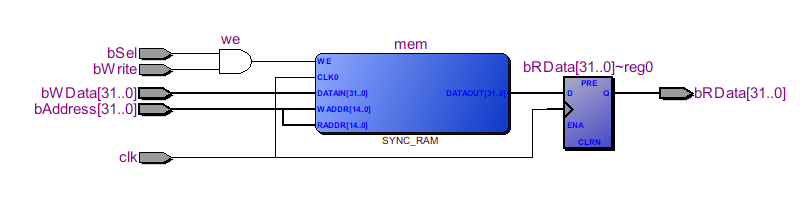 we
mem
bSel
bWrite
bWData[31..0]
bAddress[31..0]
clk
WE
CLK0
DATAIN[31..0]
WADDR[14..0]
RADDR[14..0]
DATAOUT[31..0]
SYNC_RAM
bRData[31..0]~reg0
PRE
D
Q
ENA
CLRN
bRData[31..0]